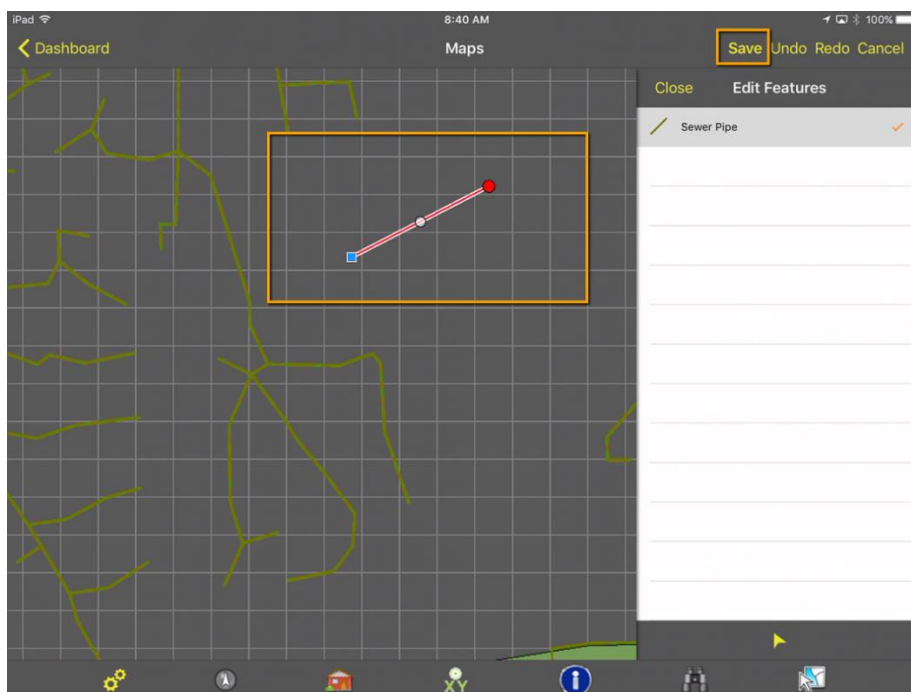 iPad 8:40 AM 100%
Dashboard Maps Save Undo Redo Cancel
Close Edit Features
Sewer Pipe
XY i